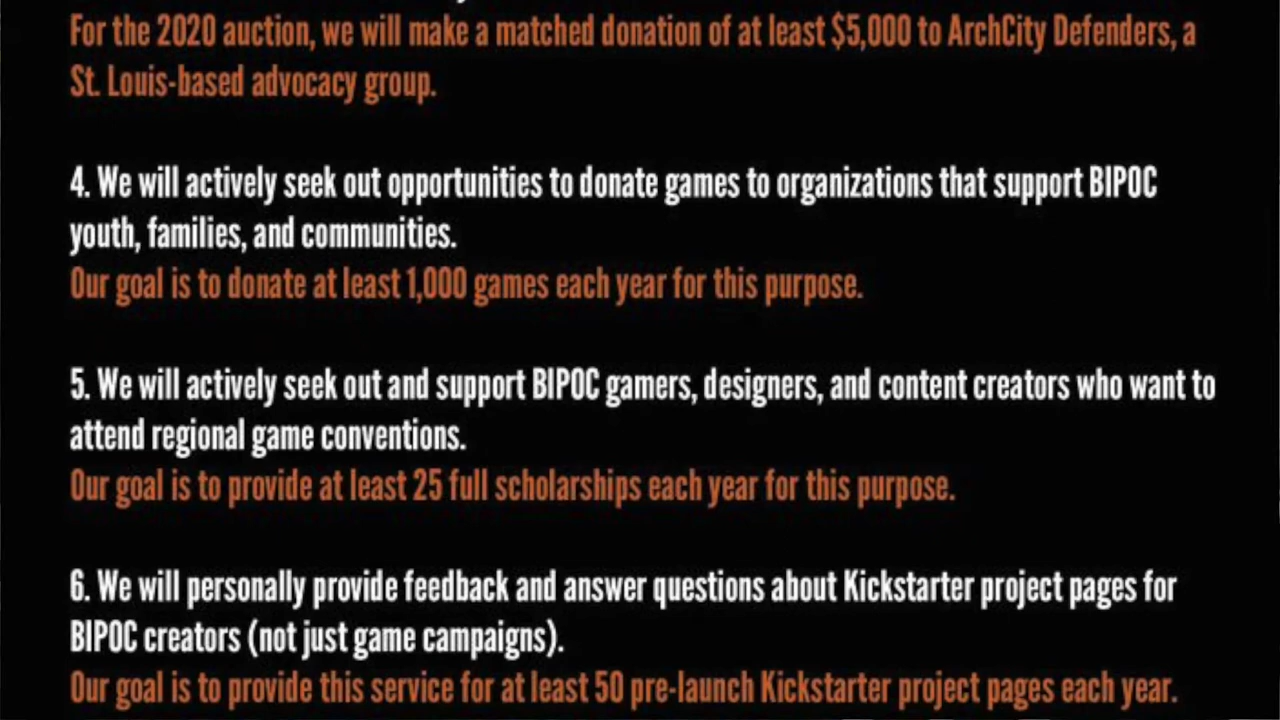 For the 2020 auction, we will make a matched donation of at least $5,000 to ArchCity Defenders, a
St. Louis-based advocacy group.
4. We will actively seek out opportunities to donate games to organizations that support BIPOC
youth, families, and communities.
Our goal is to donate at least 1,000 games each year for this purpose.
5. We will actively seek out and support BIPOC gamers, designers, and content creators who want to
attend regional game conventions.
Our goal is to provide at least 25 full scholarships each year for this purpose.
6. We will personally provide feedback and answer questions about Kickstarter project pages for
BIPOC creators (not just game campaigns).
Our goal is to provide this service for at least 50 pre-launch Kickstarter project pages each year.